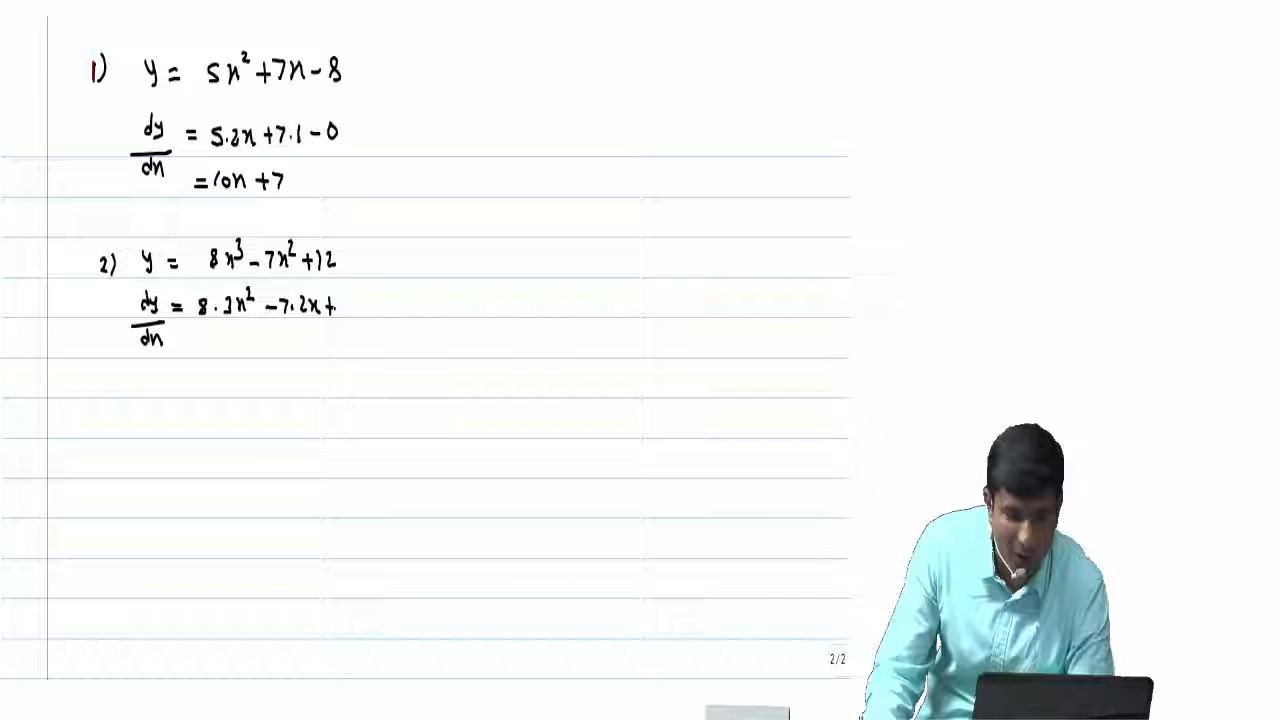 1) y = 5x² + 7x - 8
dy/dx = 5.2x + 7.1 - 0
= 10x + 7
2) y = 8x³ - 7x² + 12
dy/dx = 8.3x² - 7.2x +
2/2